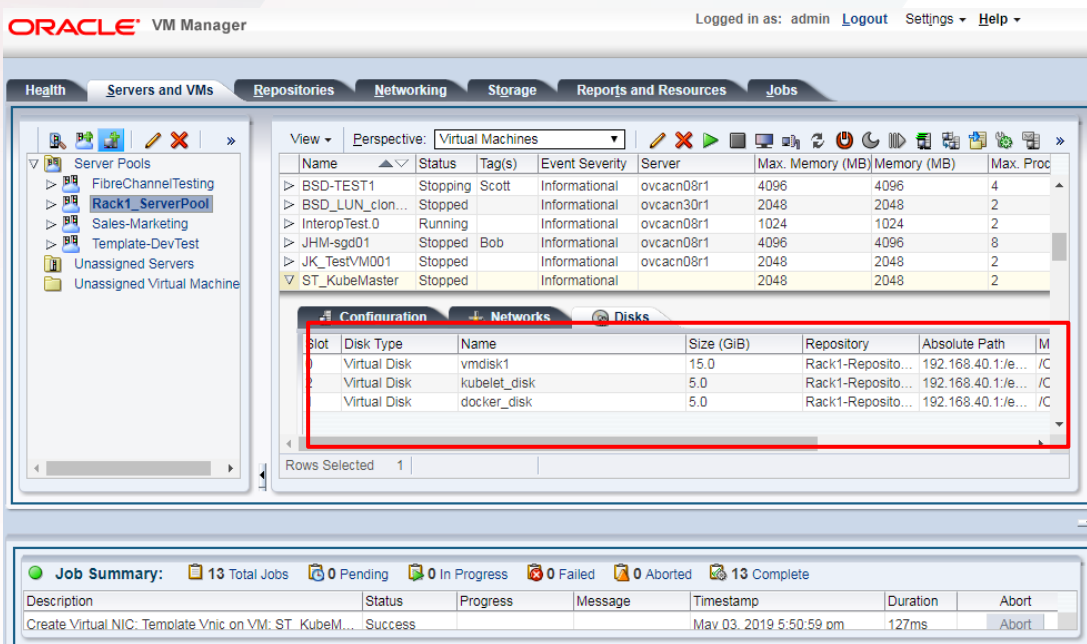 ORACLE VM Manager Logged in as: admin Logout Settings Help
Health Servers and VMs Repositories Networking Storage Reports and Resources Jobs
» View Perspective: Virtual Machines »
Name Status Tag(s) Event Severity Server Max. Memory (MB) Memory (MB) Max. Proc
Server Pools
FibreChannelTesting
Rack1_ServerPool
Sales-Marketing
Template-DevTest
Unassigned Servers
Unassigned Virtual Machine
BSD-TEST1 Stopping Scott Informational ovcacn08r1 4096 4096 4
BSD_LUN_clon... Stopped Informational ovcacn30r1 2048 2048 2
InteropTest.0 Running Informational ovcacn08r1 1024 1024 2
JHM-sgd01 Stopped Bob Informational ovcacn08r1 4096 4096 8
JK_TestVM001 Stopped Informational ovcacn08r1 2048 2048 2
ST_KubeMaster Stopped Informational 2048 2048 2
Configuration Networks Disks
Slot Disk Type Name Size (GiB) Repository Absolute Path M
0 Virtual Disk vmdisk1 15.0 Rack1-Reposito... 192.168.40.1:/e... /O
2 Virtual Disk kubelet_disk 5.0 Rack1-Reposito... 192.168.40.1:/e... /O
1 Virtual Disk docker_disk 5.0 Rack1-Reposito... 192.168.40.1:/e... /O
Rows Selected 1
Job Summary: 13 Total Jobs 0 Pending 0 In Progress 0 Failed 0 Aborted 13 Complete
Description Status Progress Message Timestamp Duration Abort
Create Virtual NIC: Template Vnic on VM: ST_KubeM... Success May 03, 2019 5:50:59 pm 127ms Abort